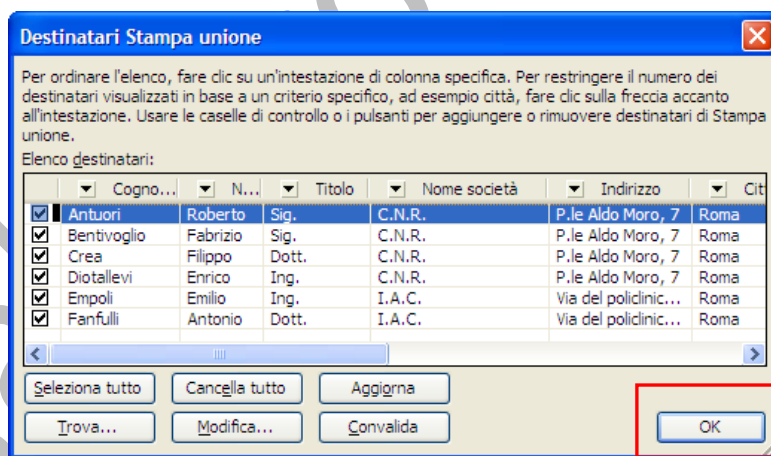 Destinatari Stampa unione
Per ordinare l'elenco, fare clic su un'intestazione di colonna specifica. Per restringere il numero dei
destinatari visualizzati in base a un criterio specifico, ad esempio città, fare clic sulla freccia accanto
all'intestazione. Usare le caselle di controllo o i pulsanti per aggiungere o rimuovere destinatari di Stampa
unione.
Elenco destinatari:
Cogno... N... Titolo Nome società Indirizzo Cit
Antuori Roberto Sig. C.N.R. P.le Aldo Moro, 7 Roma
Bentivoglio Fabrizio Sig. C.N.R. P.le Aldo Moro, 7 Roma
Crea Filippo Dott. C.N.R. P.le Aldo Moro, 7 Roma
Diotallevi Enrico Ing. C.N.R. P.le Aldo Moro, 7 Roma
Empoli Emilio Ing. I.A.C. Via del policlinic... Roma
Fanfulli Antonio Dott. I.A.C. Via del policlinic... Roma
Seleziona tutto Cancella tutto Aggiorna
Trova... Modifica... Convalida OK